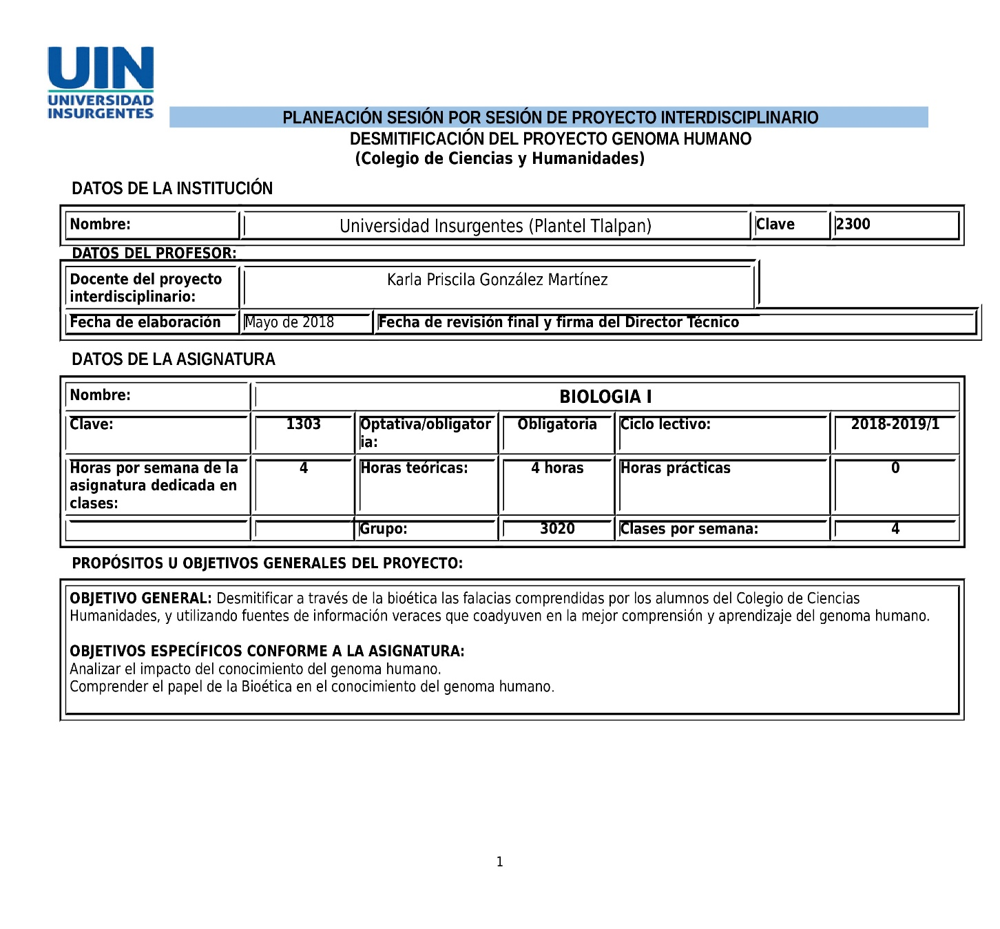 UIN
UNIVERSIDAD
INSURGENTES
PLANEACIÓN SESIÓN POR SESIÓN DE PROYECTO INTERDISCIPLINARIO
DESMITIFICACIÓN DEL PROYECTO GENOMA HUMANO
(Colegio de Ciencias y Humanidades)
DATOS DE LA INSTITUCIÓN
Nombre: Universidad Insurgentes (Plantel Tlalpan) Clave 2300
DATOS DEL PROFESOR:
Docente del proyecto Karla Priscila González Martínez
interdisciplinario:
Fecha de elaboración Mayo de 2018 Fecha de revisión final y firma del Director Técnico
DATOS DE LA ASIGNATURA
Nombre: BIOLOGIA I
Clave: 1303 Optativa/obligator Obligatoria Ciclo lectivo: 2018-2019/1
ia:
Horas por semana de la 4 Horas teóricas: 4 horas Horas prácticas 0
asignatura dedicada en
clases:
Grupo: 3020 Clases por semana: 4
PROPÓSITOS U OBJETIVOS GENERALES DEL PROYECTO:
OBJETIVO GENERAL: Desmitificar a través de la bioética las falacias comprendidas por los alumnos del Colegio de Ciencias
Humanidades, y utilizando fuentes de información veraces que coadyuven en la mejor comprensión y aprendizaje del genoma humano.
OBJETIVOS ESPECÍFICOS CONFORME A LA ASIGNATURA:
Analizar el impacto del conocimiento del genoma humano.
Comprender el papel de la Bioética en el conocimiento del genoma humano.
1